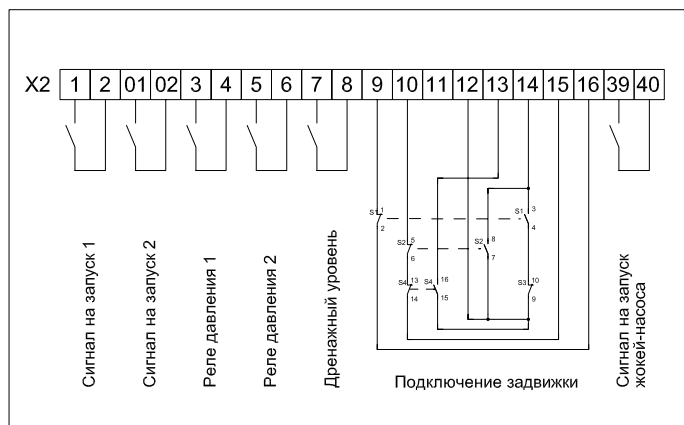 X2 1 2 01 02 3 4 5 6 7 8 9 10 11 12 13 14 15 16 39 40
S1 1 2
S1 3 4
S2 5 6
S2 8 7
S4 13 14
S4 16 15
S3 10 9
Сигнал на запуск 1
Сигнал на запуск 2
Реле давления 1
Реле давления 2
Дренажный уровень
Подключение задвижки
Сигнал на запуск
жокей-насоса